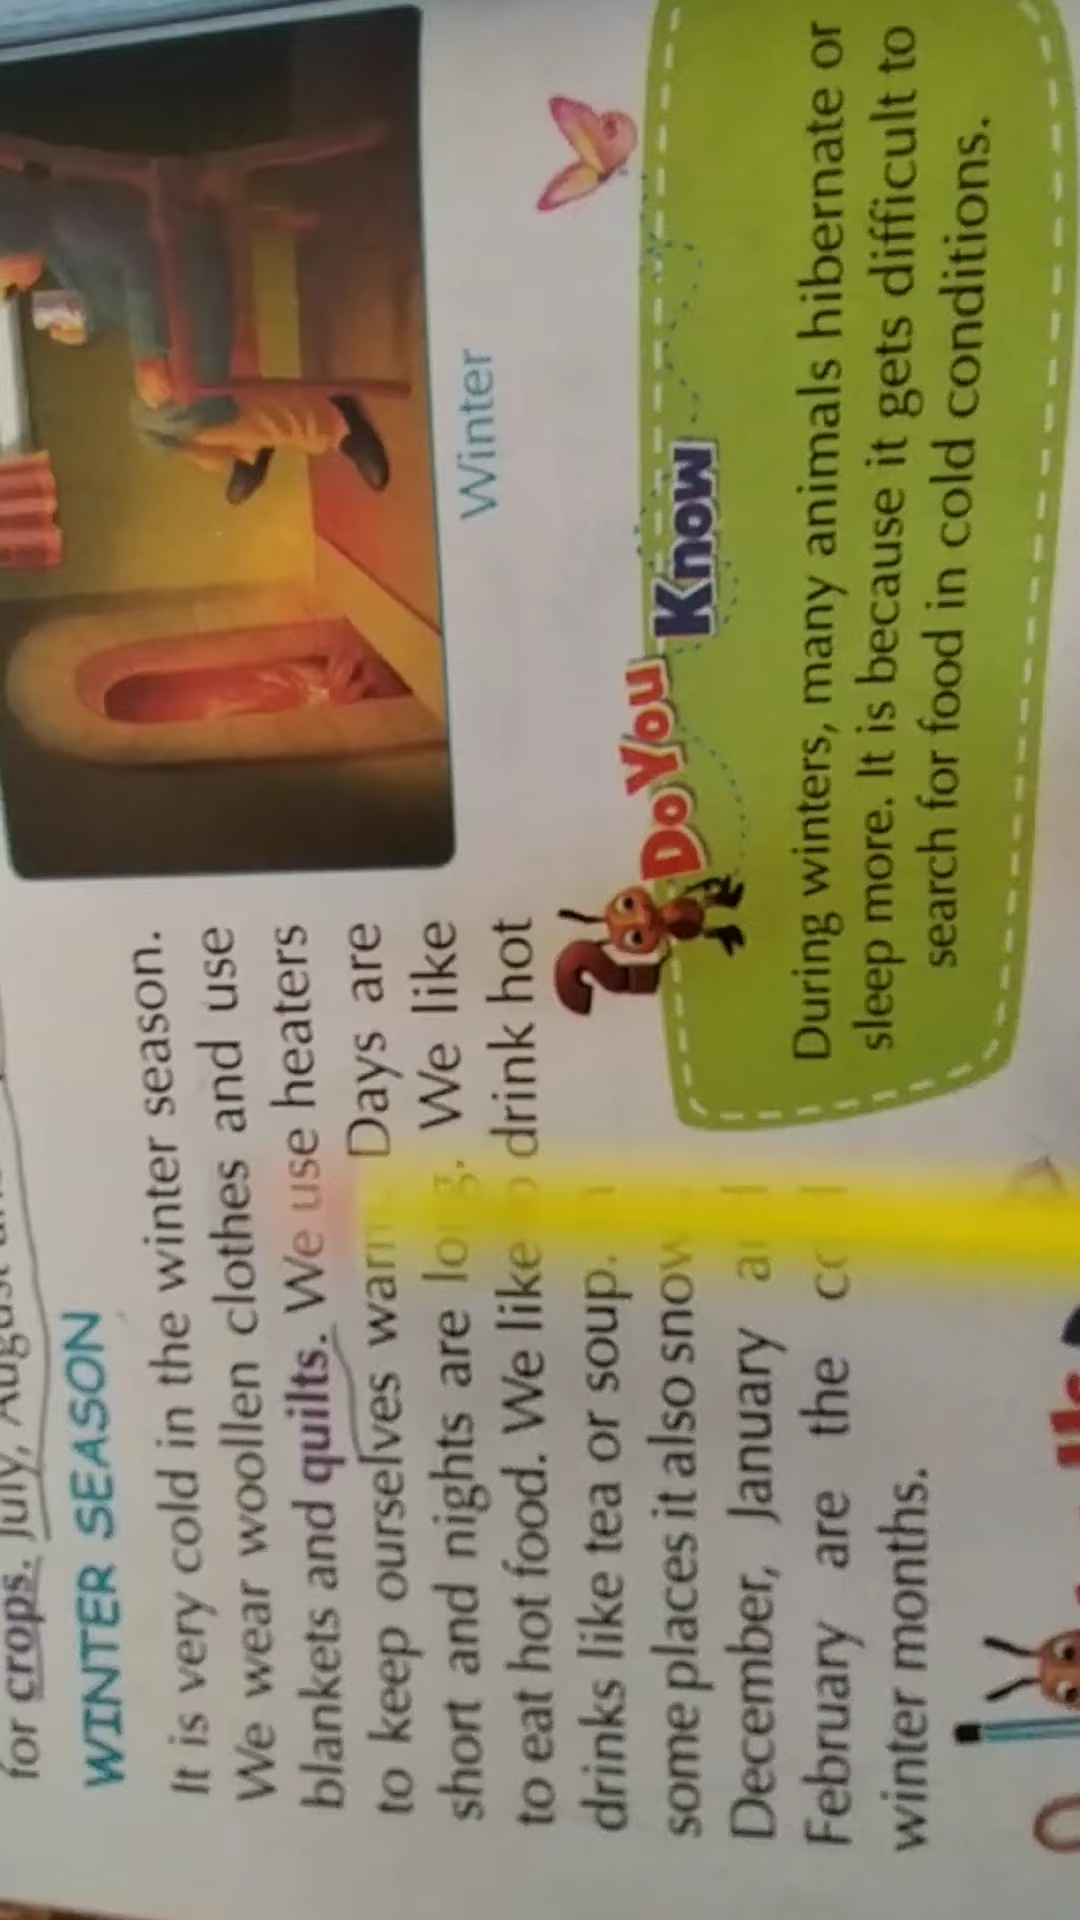 for crops. July, August
WINTER SEASON
It is very cold in the winter season.
We wear woollen clothes and use
blankets and quilts. We use heaters
to keep ourselves warm. Days are
short and nights are long. We like
to eat hot food. We like to drink hot
drinks like tea or soup.
some places it also snow
December, January
February are the
winter months.
Winter
Do You Know
During winters, many animals hibernate or
sleep more. It is because it gets difficult to
search for food in cold conditions.